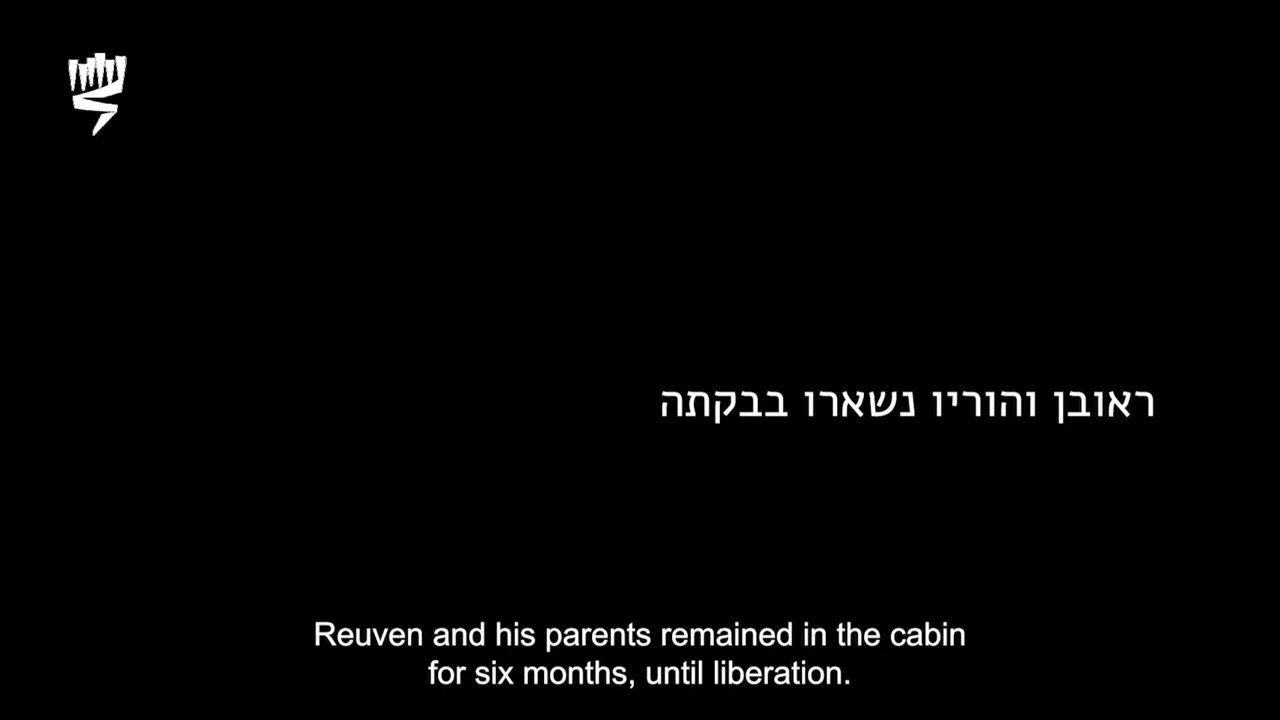 ראובן והוריו נשארו בבקתה
Reuven and his parents remained in the cabin
for six months, until liberation.